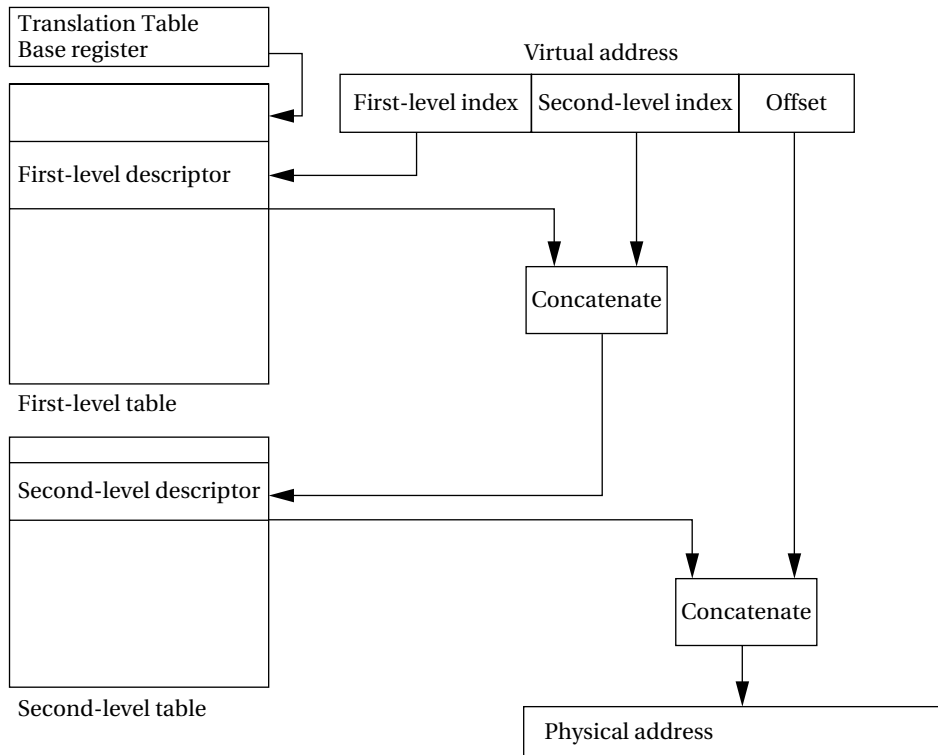 Translation Table
Base register
Virtual address
First-level index
Second-level index
Offset
First-level descriptor
Concatenate
First-level table
Second-level descriptor
Concatenate
Second-level table
Physical address